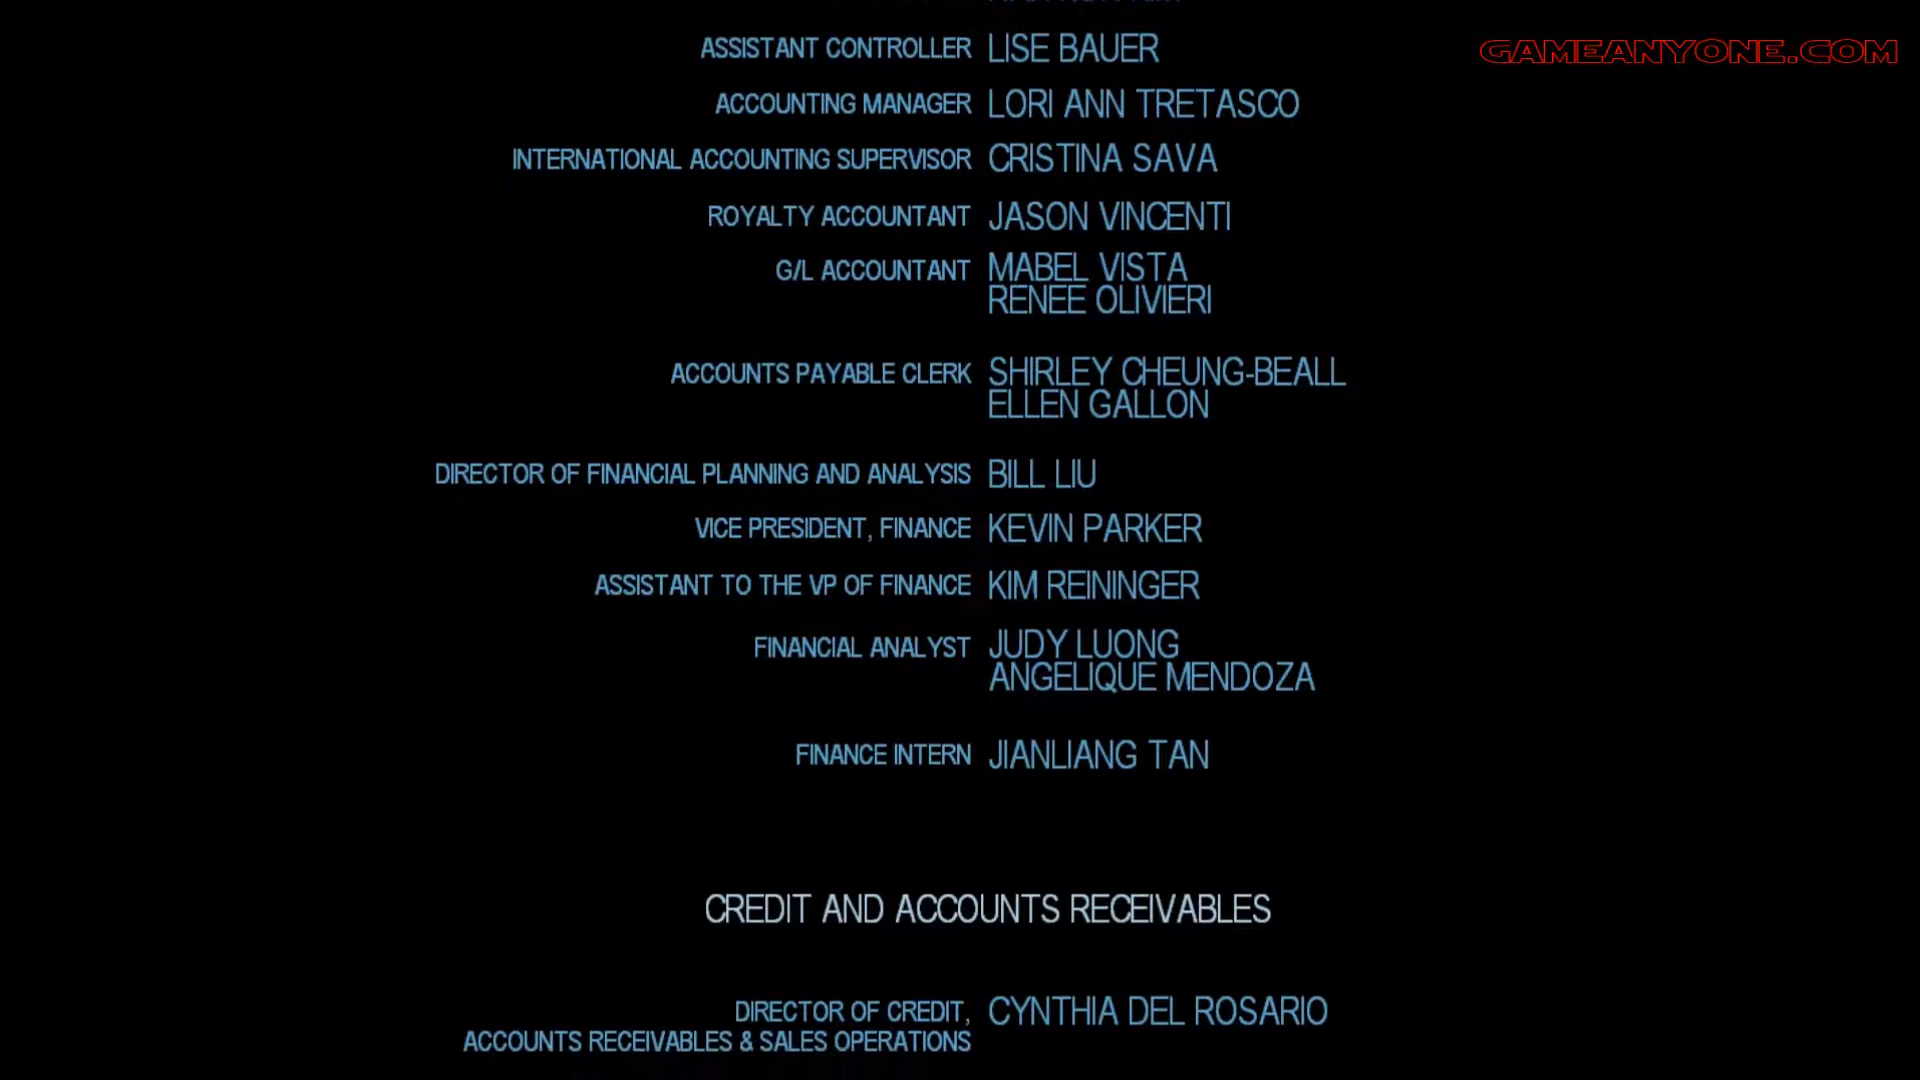 GAMEANYONE.COM
ASSISTANT CONTROLLER LISE BAUER
ACCOUNTING MANAGER LORI ANN TRETASCO
INTERNATIONAL ACCOUNTING SUPERVISOR CRISTINA SAVA
ROYALTY ACCOUNTANT JASON VINCENTI
G/L ACCOUNTANT MABEL VISTA
RENEE OLIVIERI
ACCOUNTS PAYABLE CLERK SHIRLEY CHEUNG-BEALL
ELLEN GALLON
DIRECTOR OF FINANCIAL PLANNING AND ANALYSIS BILL LIU
VICE PRESIDENT, FINANCE KEVIN PARKER
ASSISTANT TO THE VP OF FINANCE KIM REININGER
FINANCIAL ANALYST JUDY LUONG
ANGELIQUE MENDOZA
FINANCE INTERN JIANLIANG TAN
CREDIT AND ACCOUNTS RECEIVABLES
DIRECTOR OF CREDIT, CYNTHIA DEL ROSARIO
ACCOUNTS RECEIVABLES & SALES OPERATIONS